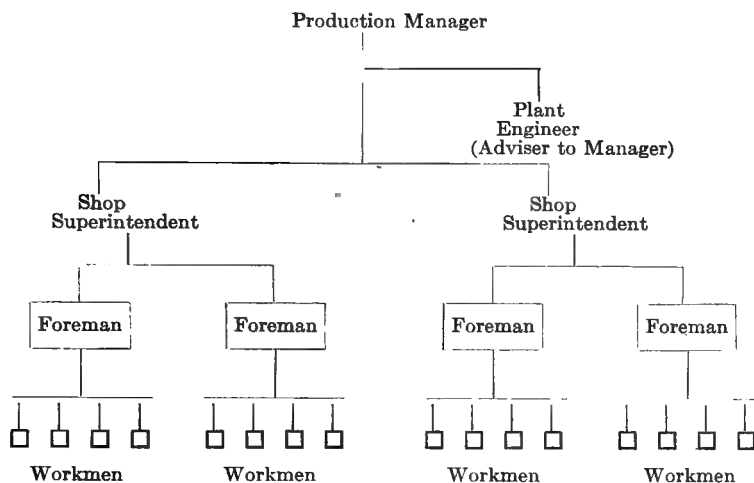 Production Manager
Plant
Engineer
(Adviser to Manager)
Shop
Superintendent
Shop
Superintendent
Foreman
Foreman
Foreman
Foreman
Workmen
Workmen
Workmen
Workmen